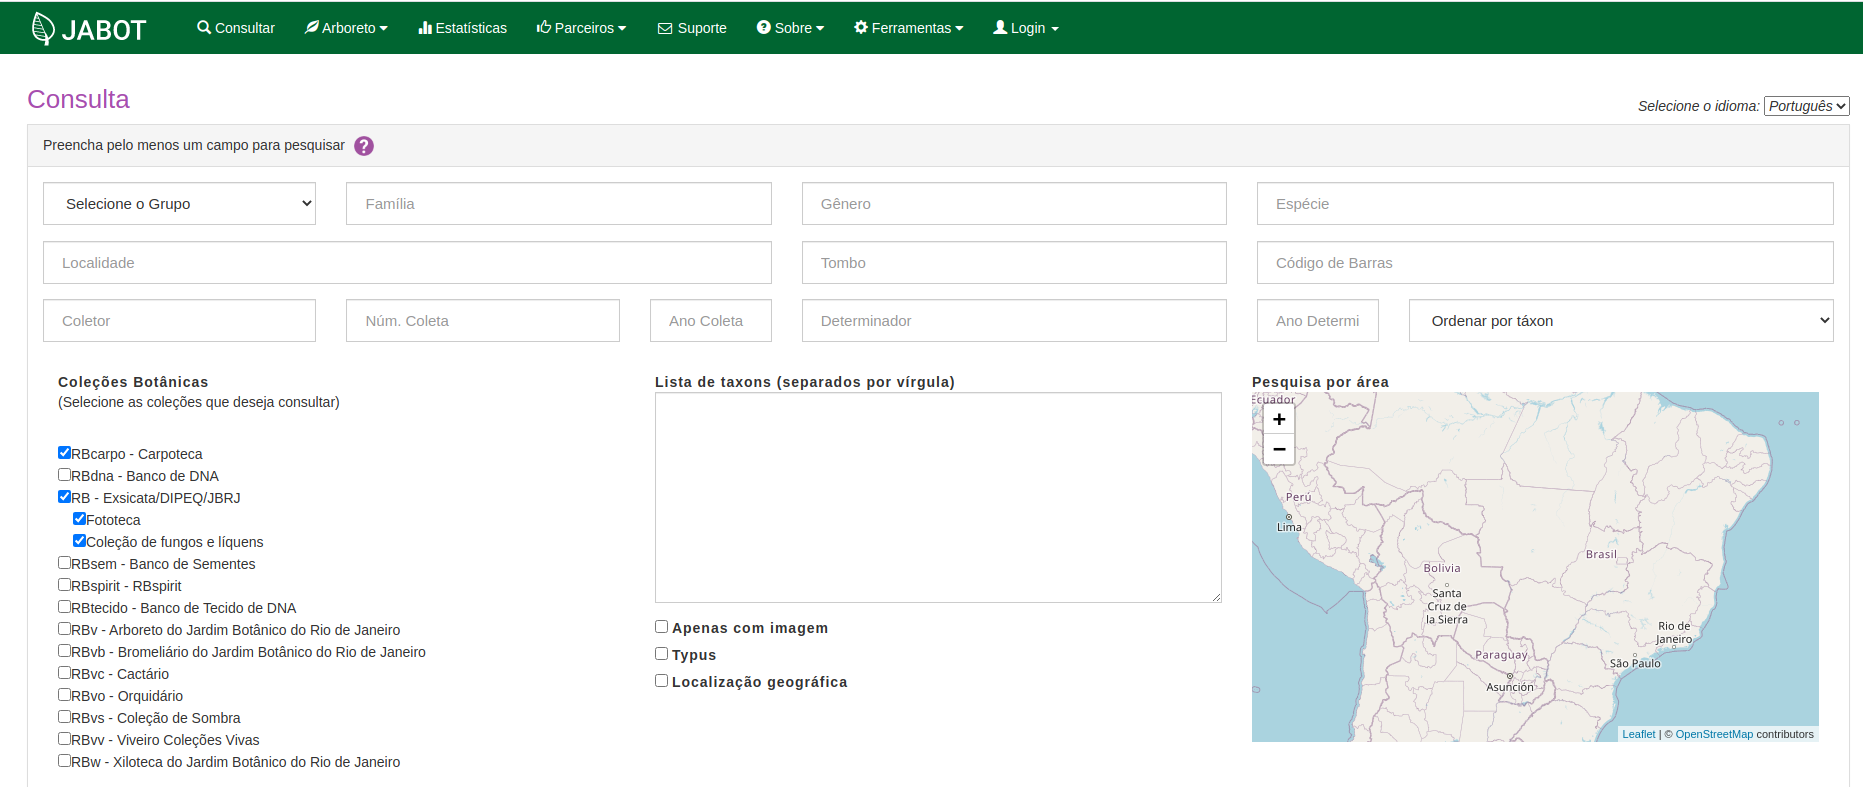 JABOT
Consultar
Arboreto
Estatísticas
Parceiros
Suporte
Sobre
Ferramentas
Login
Consulta
Selecione o idioma: Português
Preencha pelo menos um campo para pesquisar ?
Selecione o Grupo
Família
Gênero
Espécie
Localidade
Tombo
Código de Barras
Coletor
Núm. Coleta
Ano Coleta
Determinador
Ano Determi
Ordenar por táxon
Coleções Botânicas
(Selecione as coleções que deseja consultar)
RBcarpo - Carpoteca
RBdna - Banco de DNA
RB - Exsicata/DIPEQ/JBRJ
Fototeca
Coleção de fungos e líquens
RBsem - Banco de Sementes
RBspirit - RBspirit
RBtecido - Banco de Tecido de DNA
RBv - Arboreto do Jardim Botânico do Rio de Janeiro
RBvb - Bromeliário do Jardim Botânico do Rio de Janeiro
RBvc - Cactário
RBvo - Orquidário
RBvs - Coleção de Sombra
RBvv - Viveiro Coleções Vivas
RBw - Xiloteca do Jardim Botânico do Rio de Janeiro
Lista de taxons (separados por vírgula)
Apenas com imagem
Typus
Localização geográfica
Pesquisa por área
Ecuador
+
−
Perú
Lima
Brasil
Bolivia
Santa
Cruz de
la Sierra
Rio de
Janeiro
São Paulo
Paraguay
Asunción
Leaflet | © OpenStreetMap contributors